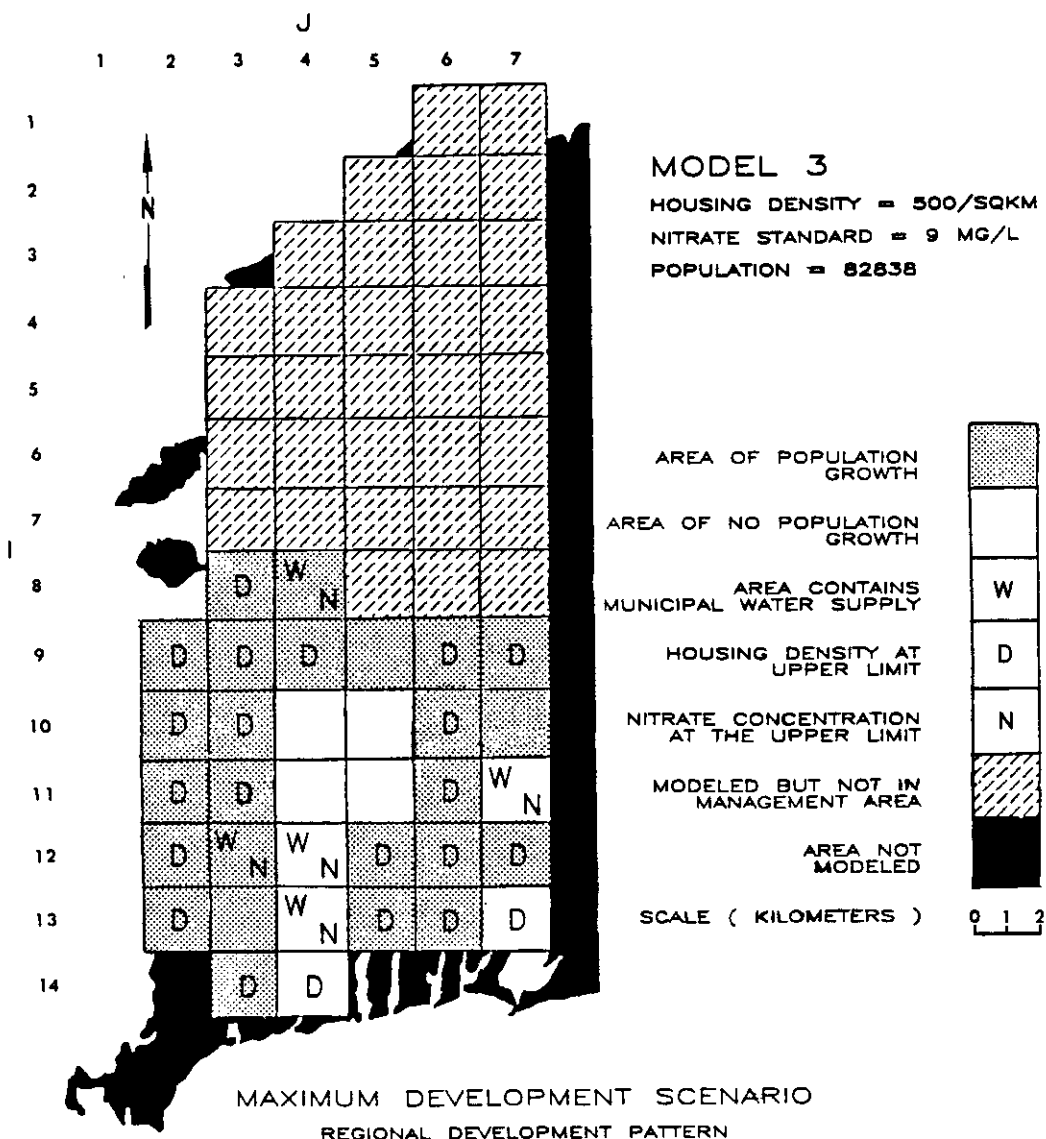 J
1 2 3 4 5 6 7
1
2
3
4
5
6
7
I
8
9
10
11
12
13
14
N
MODEL 3
HOUSING DENSITY = 500/SQKM
NITRATE STANDARD = 9 MG/L
POPULATION = 82838
D W N
D D D D D
D D D
D D D W N
D W N W N D D D
D W N D D D
D D
AREA OF POPULATION
GROWTH
AREA OF NO POPULATION
GROWTH
AREA CONTAINS
MUNICIPAL WATER SUPPLY
W
HOUSING DENSITY AT
UPPER LIMIT
D
NITRATE CONCENTRATION
AT THE UPPER LIMIT
N
MODELED BUT NOT IN
MANAGEMENT AREA
AREA NOT
MODELED
SCALE ( KILOMETERS )
0 1 2
MAXIMUM DEVELOPMENT SCENARIO
REGIONAL DEVELOPMENT PATTERN